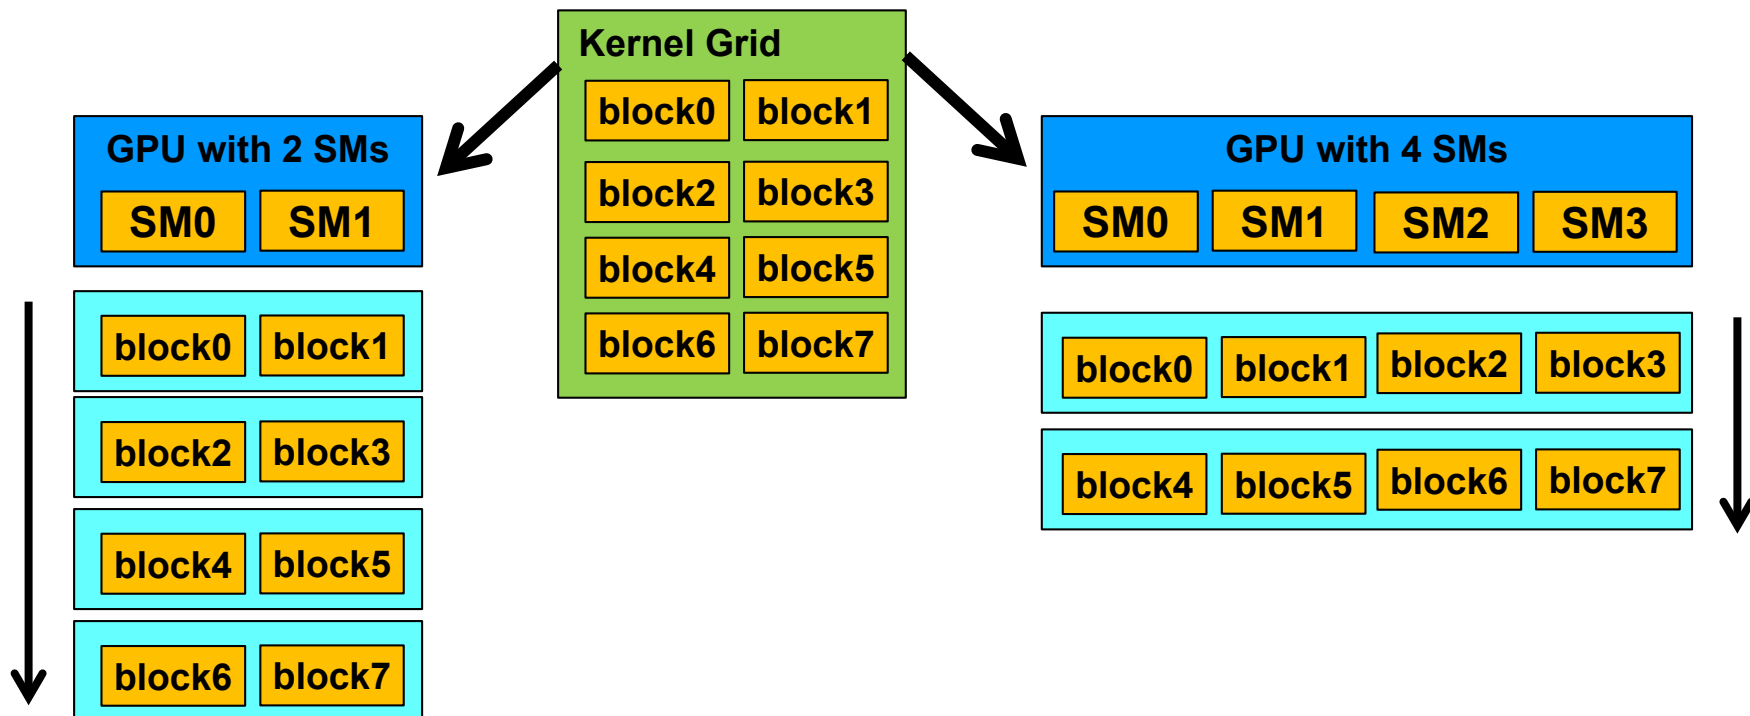 Kernel Grid
block0 block1
block2 block3
block4 block5
block6 block7
GPU with 2 SMs
SM0 SM1
block0 block1
block2 block3
block4 block5
block6 block7
GPU with 4 SMs
SM0 SM1 SM2 SM3
block0 block1 block2 block3
block4 block5 block6 block7